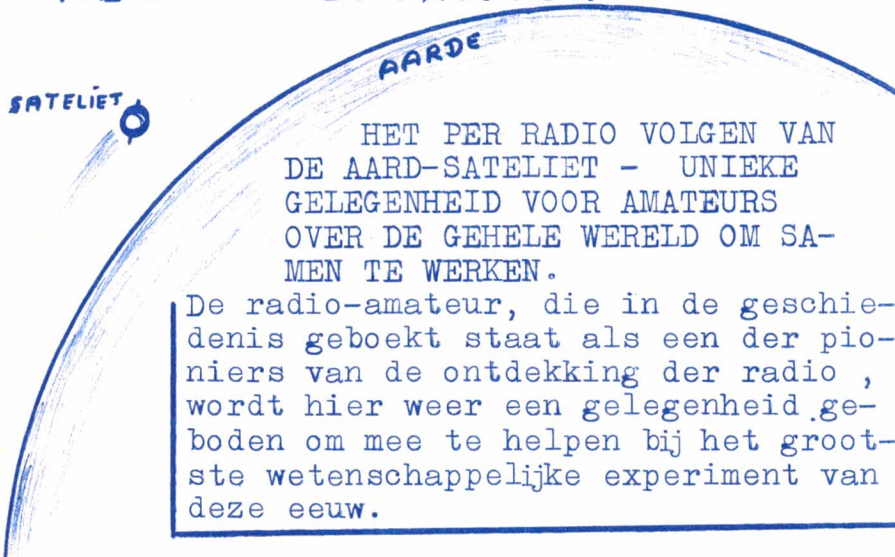 AARDE
SATELIET
HET PER RADIO VOLGEN VAN
DE AARD-SATELIET - UNIEKE
GELEGENHEID VOOR AMATEURS
OVER DE GEHELE WERELD OM SA-
MEN TE WERKEN.
De radio-amateur, die in de geschie-
denis geboekt staat als een der pio-
niers van de ontdekking der radio ,
wordt hier weer een gelegenheid ge-
boden om mee te helpen bij het groot-
ste wetenschappelijke experiment van
deze eeuw.